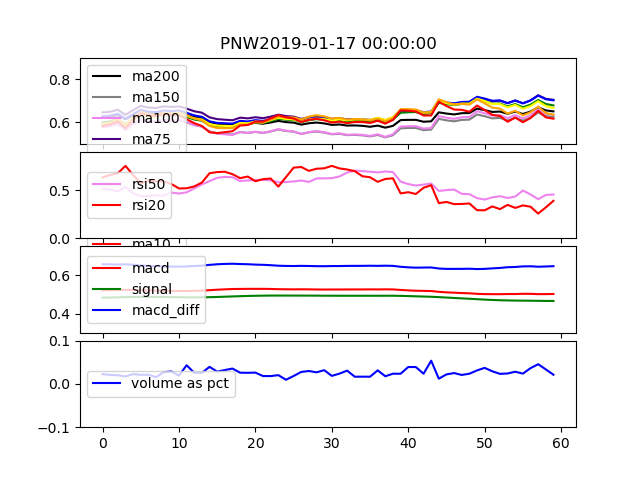 PNW2019-01-17 00:00:00
0.8
0.6
ma200
ma150
ma100
ma75
0.5
0.0
rsi50
rsi20
ma10
0.6
0.4
macd
signal
macd_diff
0.1
0.0
−0.1
volume as pct
0 10 20 30 40 50 60